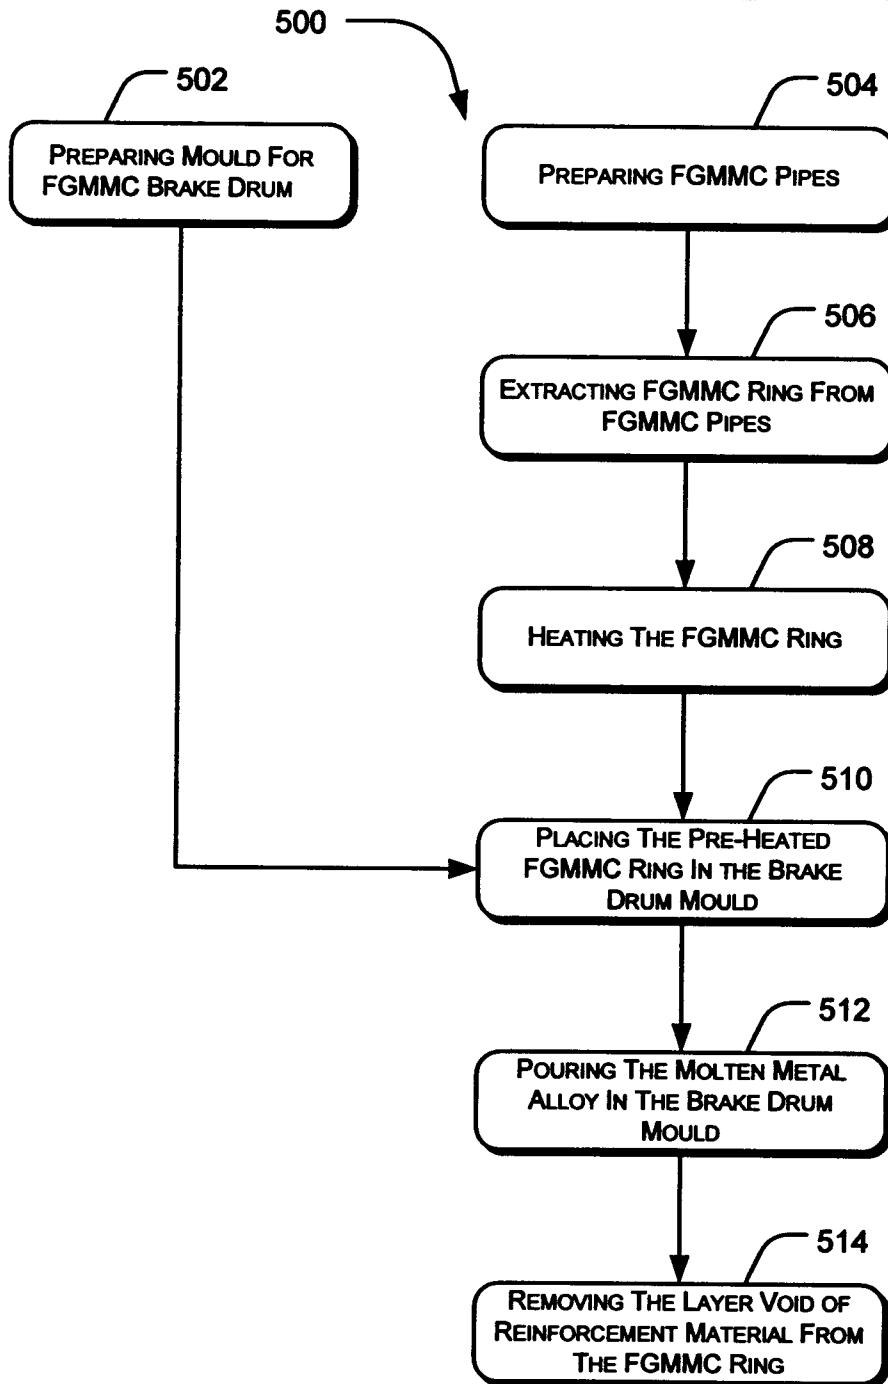 500
502
PREPARING MOULD FOR
FGMMC BRAKE DRUM
504
PREPARING FGMMC PIPES
506
EXTRACTING FGMMC RING FROM
FGMMC PIPES
508
HEATING THE FGMMC RING
510
PLACING THE PRE-HEATED
FGMMC RING IN THE BRAKE
DRUM MOULD
512
POURING THE MOLTEN METAL
ALLOY IN THE BRAKE DRUM
MOULD
514
REMOVING THE LAYER VOID OF
REINFORCEMENT MATERIAL FROM
THE FGMMC RING